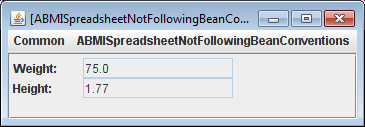 [ABMISpreadsheetNotFollowingBeanCo...
Common ABMISpreadsheetNotFollowingBeanConventions
Weight: 75.0
Height: 1.77